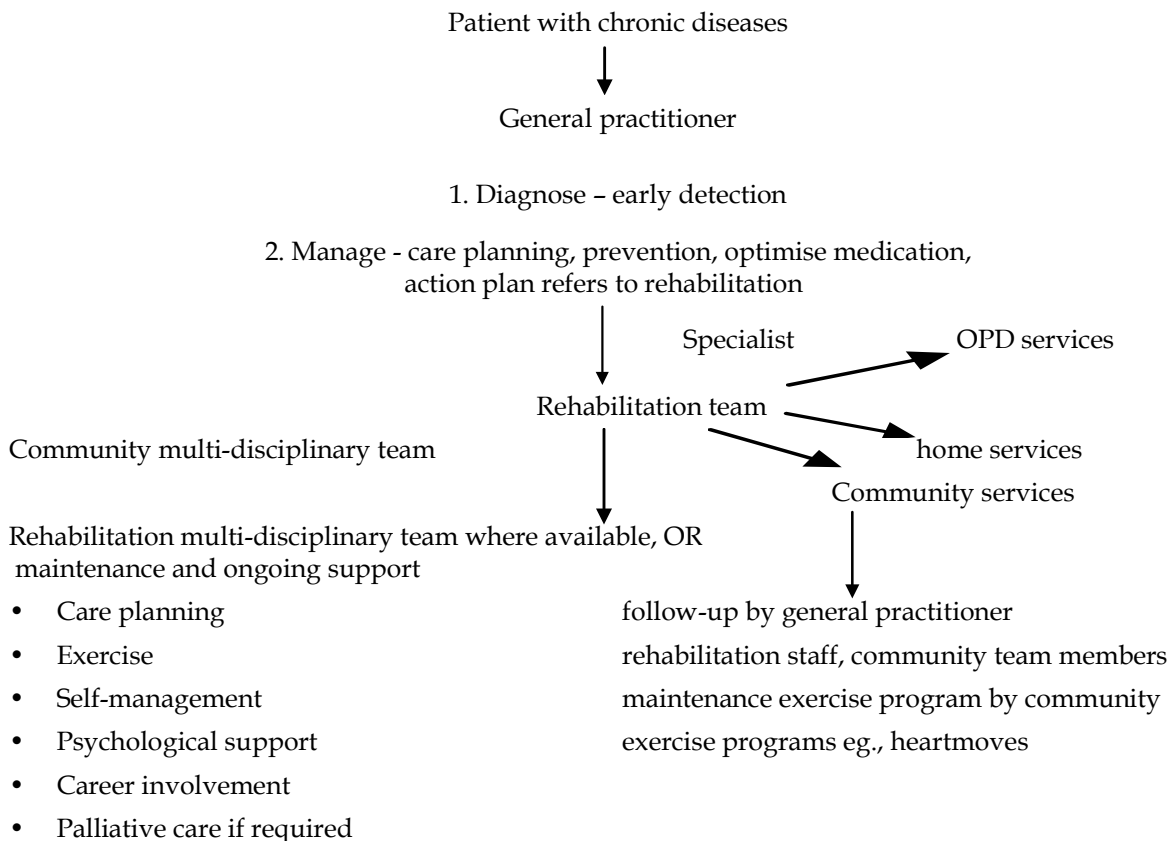 Patient with chronic diseases
General practitioner
1. Diagnose – early detection
2. Manage - care planning, prevention, optimise medication,
action plan refers to rehabilitation
Specialist
OPD services
Rehabilitation team
Community multi-disciplinary team
home services
Community services
Rehabilitation multi-disciplinary team where available, OR
maintenance and ongoing support
• Care planning
• Exercise
• Self-management
• Psychological support
• Career involvement
• Palliative care if required
follow-up by general practitioner
rehabilitation staff, community team members
maintenance exercise program by community
exercise programs eg., heartmoves